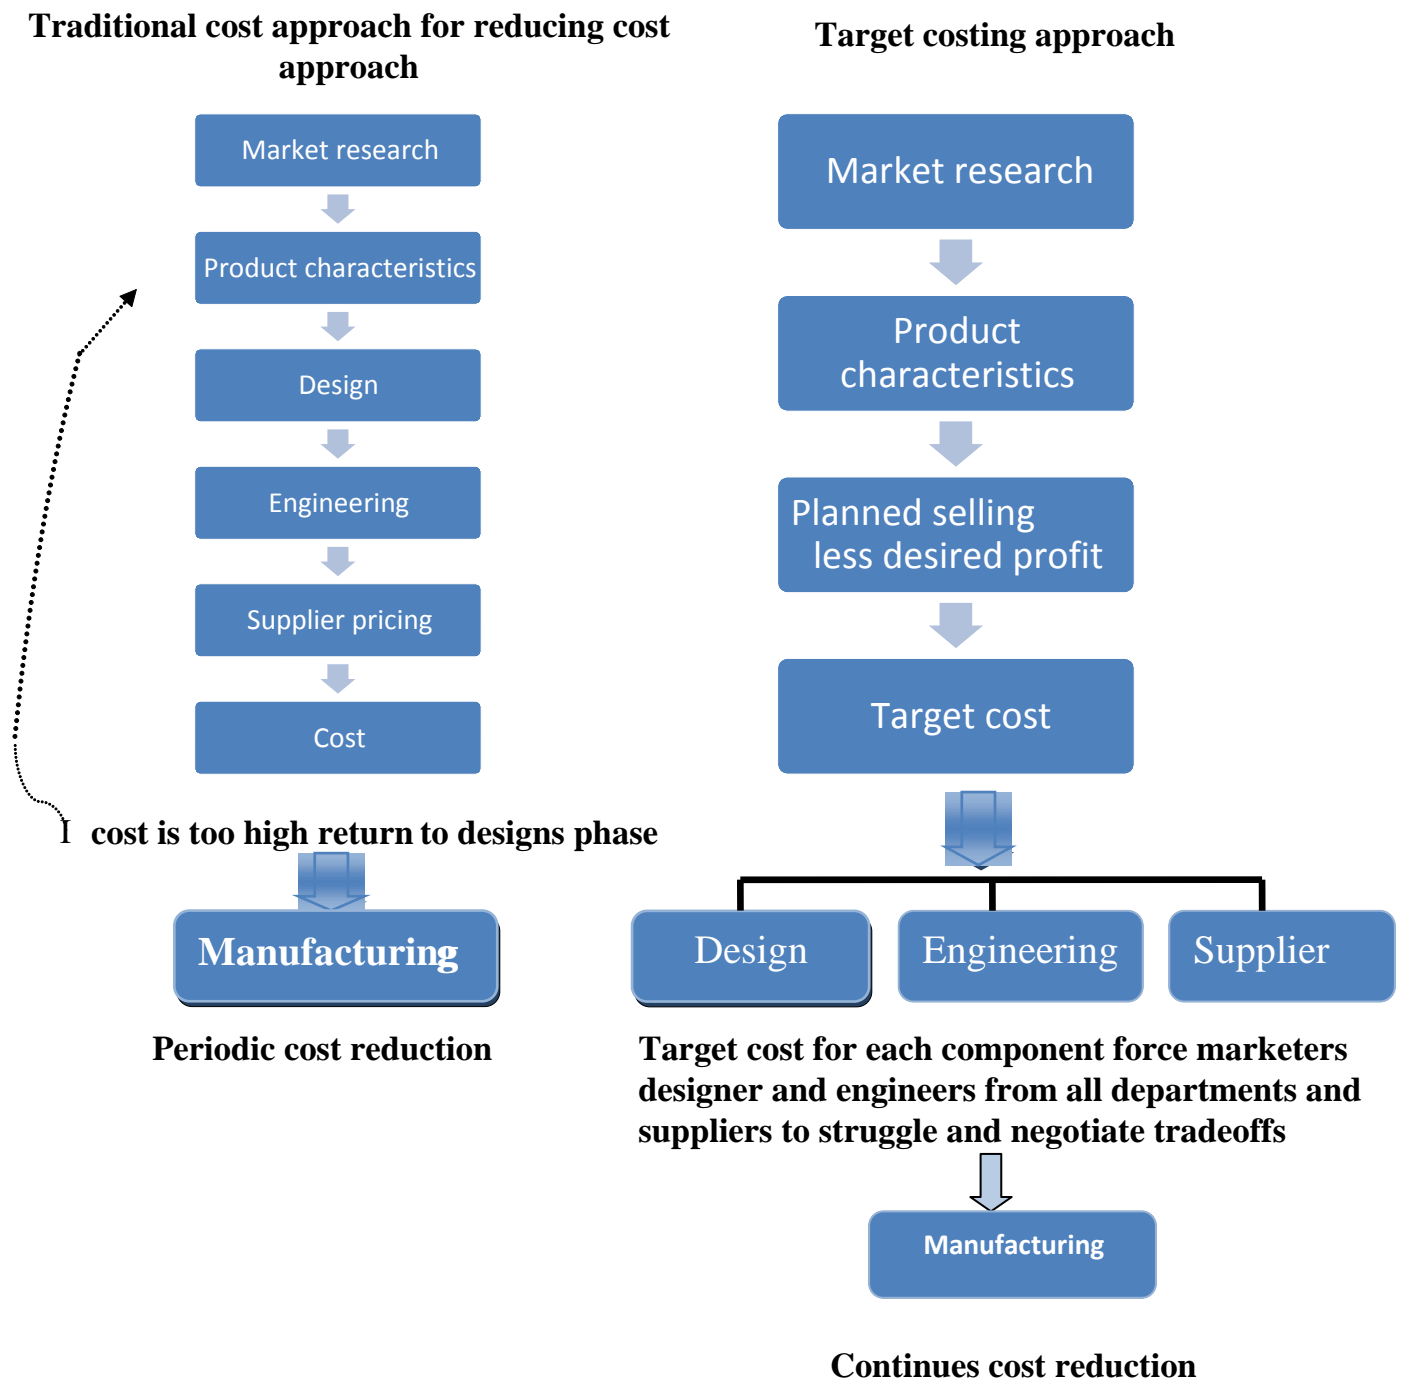 Traditional cost approach for reducing cost
approach
Market research
Product characteristics
Design
Engineering
Supplier pricing
Cost
I cost is too high return to designs phase
Manufacturing
Periodic cost reduction
Target costing approach
Market research
Product
characteristics
Planned selling
less desired profit
Target cost
Design
Engineering
Supplier
Target cost for each component force marketers
designer and engineers from all departments and
suppliers to struggle and negotiate tradeoffs
Manufacturing
Continues cost reduction